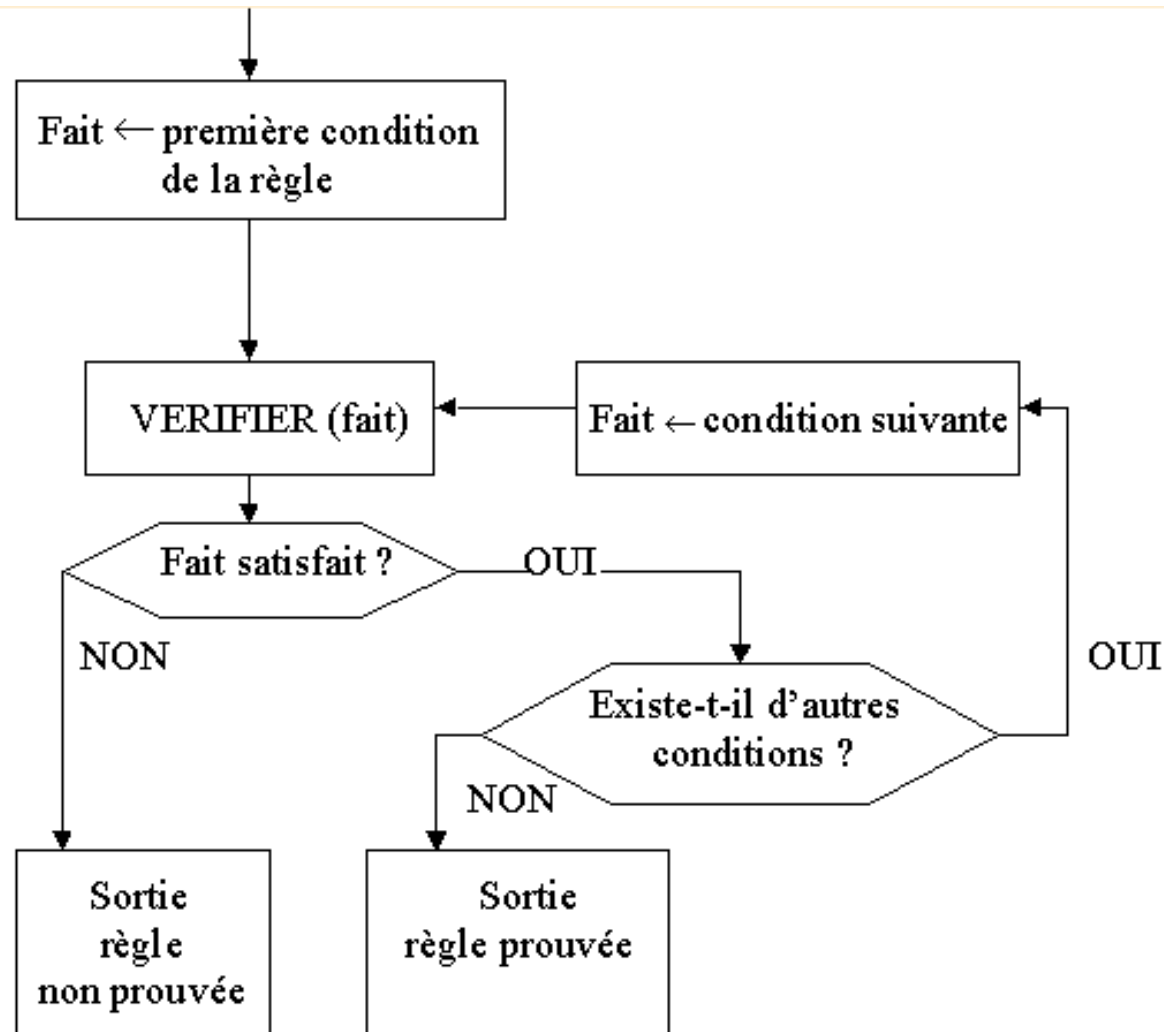 Fait ← première condition
de la règle
VERIFIER (fait)
Fait ← condition suivante
Fait satisfait ?
OUI
NON
OUI
Existe-t-il d’autres
conditions ?
NON
Sortie
règle
non prouvée
Sortie
règle prouvée